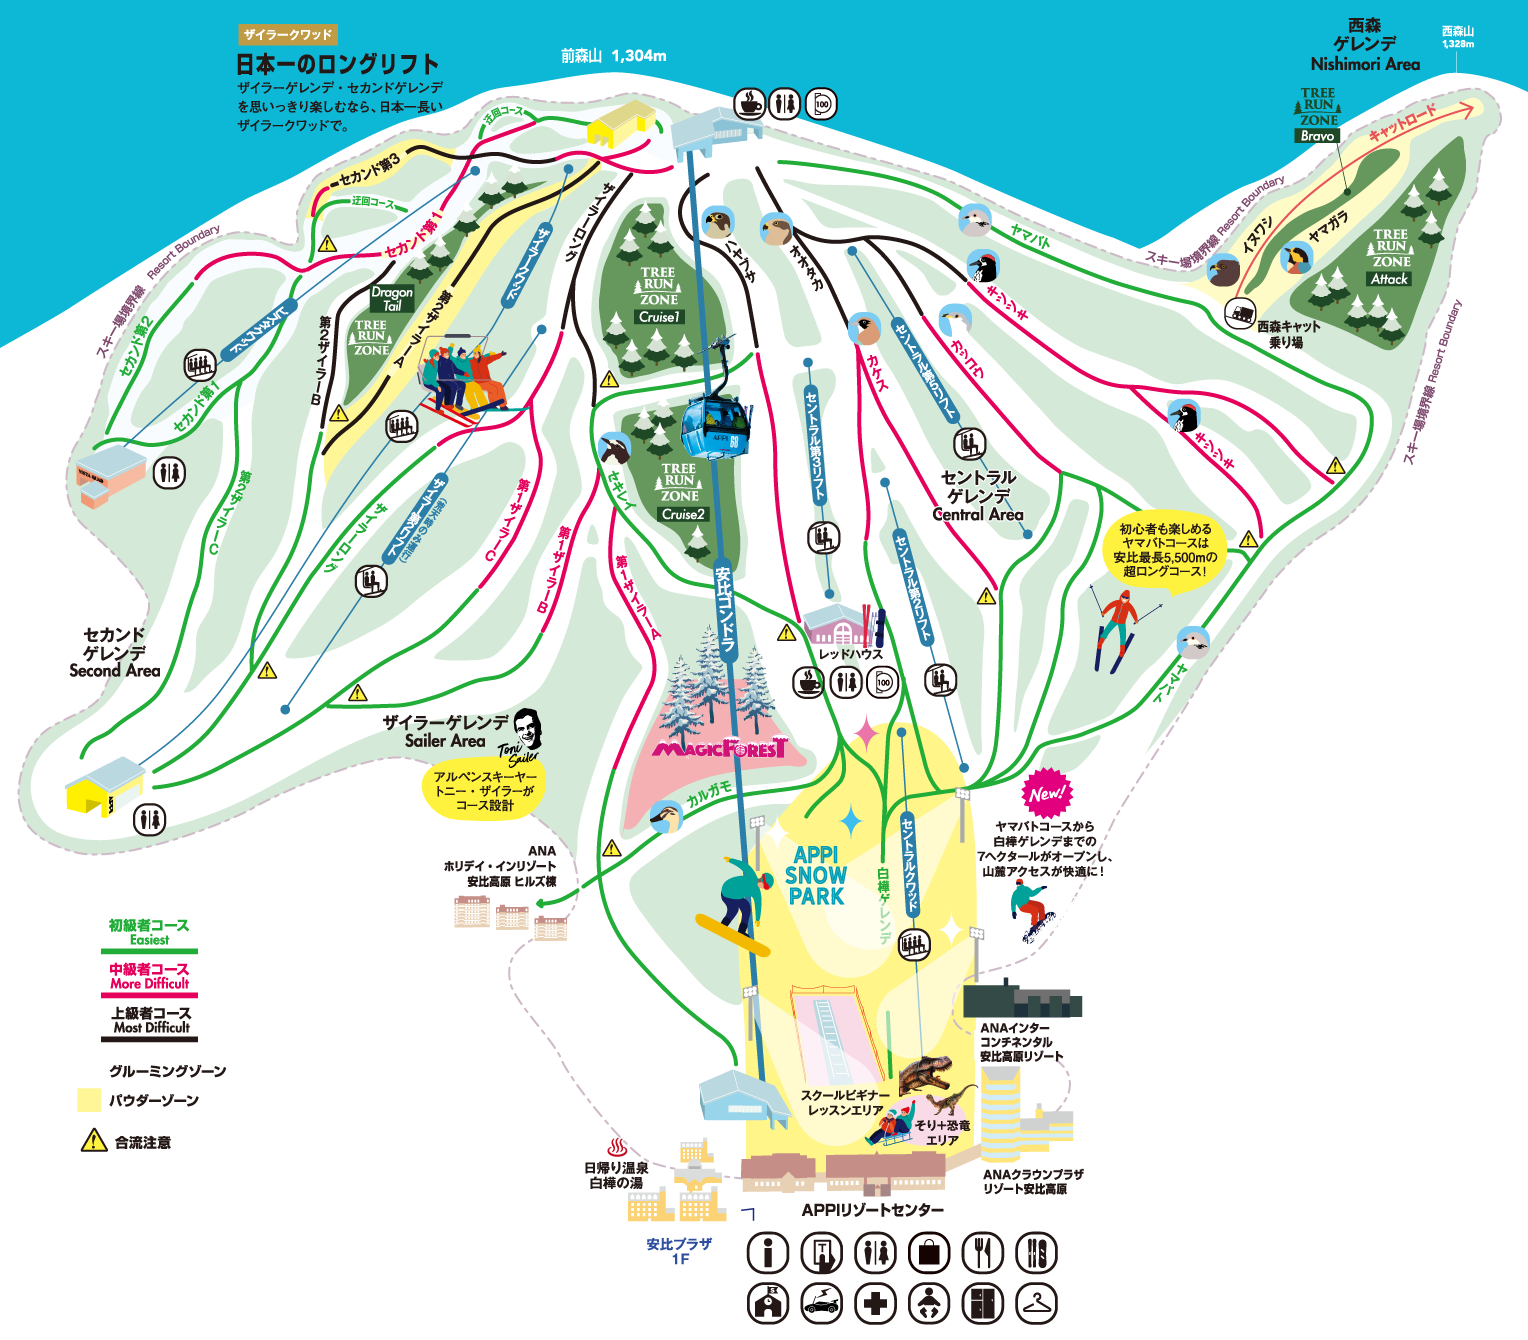 ザイラークワッド
日本一のロングリフト
ザイラーゲレンデ・セカンドゲレンデ
を思いっきり楽しむなら、日本一長い
ザイラークワッドで。
前森山 1,304m
西森
ゲレンデ
Nishimori Area
西森山
1,328m
TREE
RUN
ZONE
Bravo
キャットロード
イヌワシ
ヤマガラ
TREE
RUN
ZONE
Attack
西森キャット
乗り場
スキー場境界線 Resort Boundary
スキー場境界線 Resort Boundary
スキー場境界線 Resort Boundary
迂回コース
セカンド第3
迂回コース
セカンド第1
セカンド第2
セカンド第1
Dragon
Tail
TREE
RUN
ZONE
第2ザイラーA
第2ザイラーB
第2ザイラーC
ザイラークワッド
ザイラーロング
ザイラーロング
ザイラー第2リフト
第1ザイラーC
第1ザイラーB
第1ザイラーA
TREE
RUN
ZONE
Cruise1
TREE
RUN
ZONE
Cruise2
セキレイ
ハヤブサ
オオタカ
ヤマバト
キツツキ
カッコウ
カケス
キツツキ
セントラル第5リフト
セントラル第3リフト
セントラル第2リフト
セントラル
ゲレンデ
Central Area
APPI
68
安比ゴンドラ
初心者も楽しめる
ヤマバトコースは
安比最長5,500mの
超ロングコース!
ヤマバト
レッドハウス
セカンド
ゲレンデ
Second Area
ザイラーゲレンデ
Sailer Area
Toni
Sailer
アルペンスキーヤー
トニー・ザイラーが
コース設計
MAGIC FOREST
カルガモ
ANA
ホリデイ・インリゾート
安比高原 ヒルズ棟
APPI
SNOW
PARK
白樺ゲレンデ
セントラルクワッド
New!
ヤマバトコースから
白樺ゲレンデまでの
7ヘクタールがオープンし、
山麓アクセスが快適に!
初級者コース
Easiest
中級者コース
More Difficult
上級者コース
Most Difficult
グルーミングゾーン
パウダーゾーン
合流注意
ANAインター
コンチネンタル
安比高原リゾート
スクールビギナー
レッスンエリア
そり+恐竜
エリア
ANAクラウンプラザ
リゾート安比高原
日帰り温泉
白樺の湯
安比プラザ
1F
APPIリゾートセンター
100
100